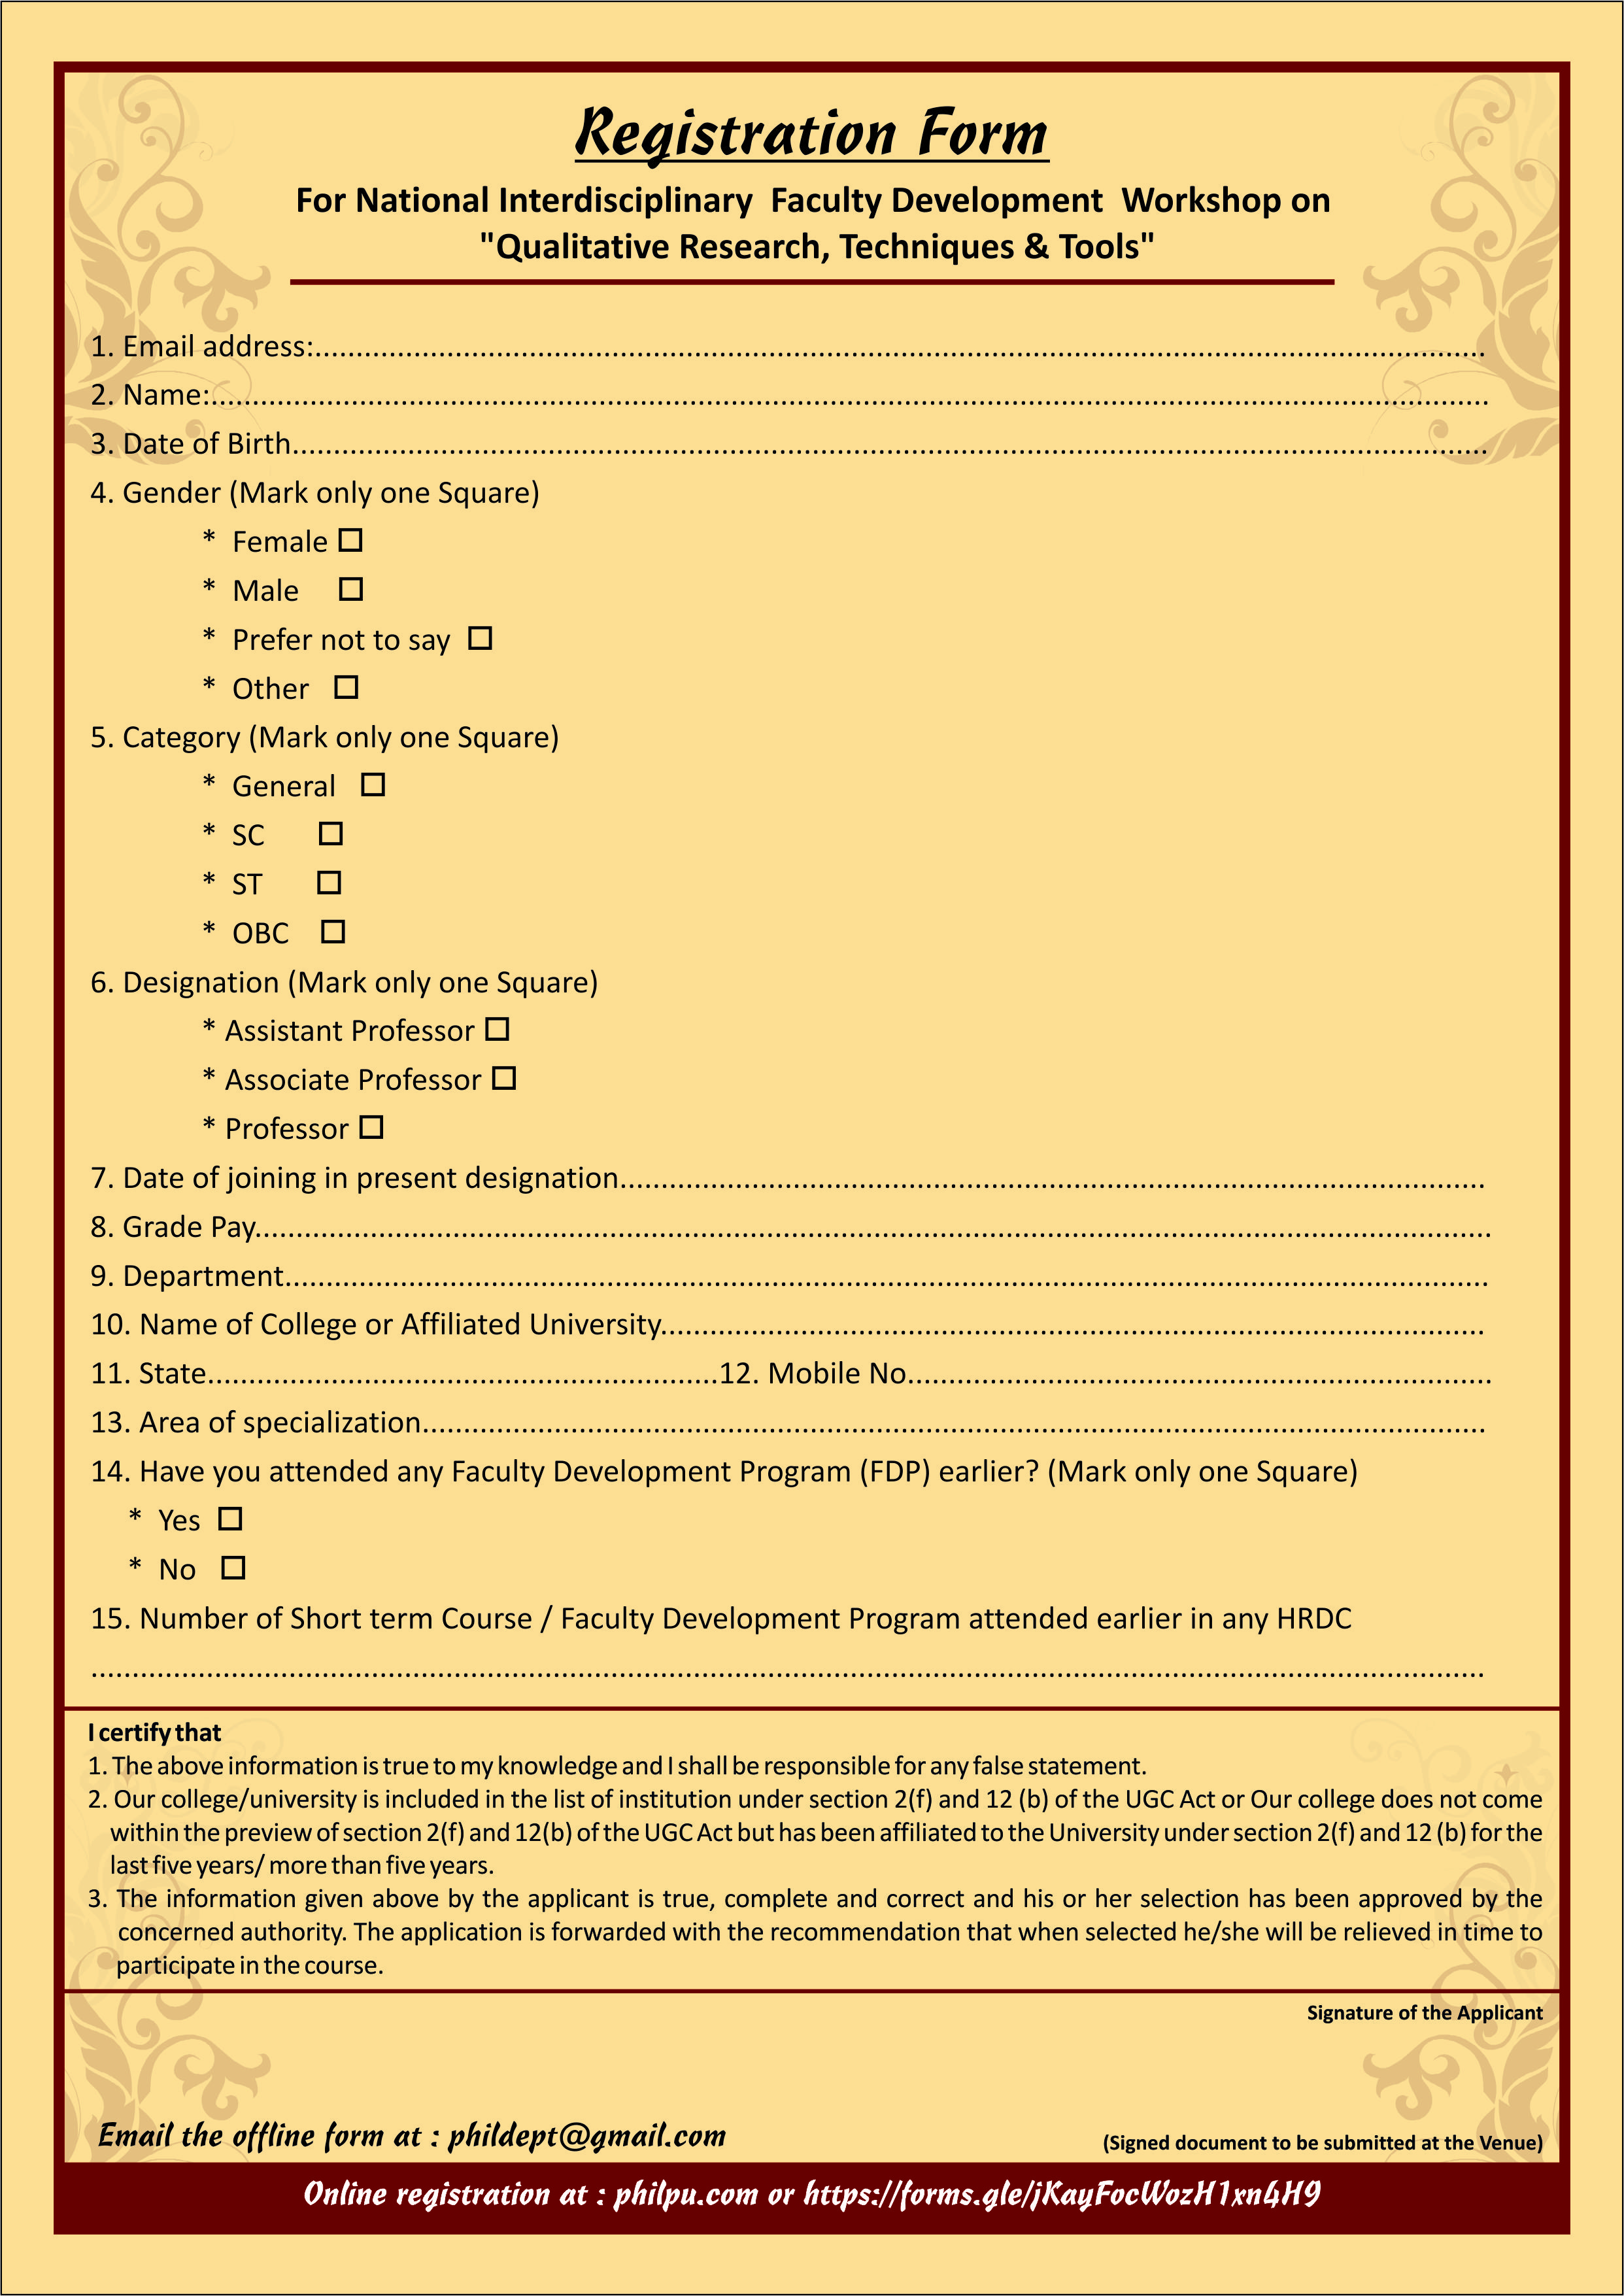 Registration Form
For National Interdisciplinary Faculty Development Workshop on
"Qualitative Research, Techniques & Tools"
1. Email address:....................................................................................................
2. Name:....................................................................................................
3. Date of Birth....................................................................................................
4. Gender (Mark only one Square)
* Female □
* Male □
* Prefer not to say □
* Other □
5. Category (Mark only one Square)
* General □
* SC □
* ST □
* OBC □
6. Designation (Mark only one Square)
* Assistant Professor □
* Associate Professor □
* Professor □
7. Date of joining in present designation....................................................................................................
8. Grade Pay....................................................................................................
9. Department....................................................................................................
10. Name of College or Affiliated University....................................................................................................
11. State..............................................................12. Mobile No......................................................................
13. Area of specialization....................................................................................................
14. Have you attended any Faculty Development Program (FDP) earlier? (Mark only one Square)
* Yes □
* No □
15. Number of Short term Course / Faculty Development Program attended earlier in any HRDC
....................................................................................................
I certify that
1. The above information is true to my knowledge and I shall be responsible for any false statement.
2. Our college/university is included in the list of institution under section 2(f) and 12 (b) of the UGC Act or Our college does not come
within the preview of section 2(f) and 12(b) of the UGC Act but has been affiliated to the University under section 2(f) and 12 (b) for the
last five years/ more than five years.
3. The information given above by the applicant is true, complete and correct and his or her selection has been approved by the
concerned authority. The application is forwarded with the recommendation that when selected he/she will be relieved in time to
participate in the course.
Signature of the Applicant
Email the offline form at : phildept@gmail.com
(Signed document to be submitted at the Venue)
Online registration at : philpu.com or https://forms.gle/jKayFocWozH1xn4H9